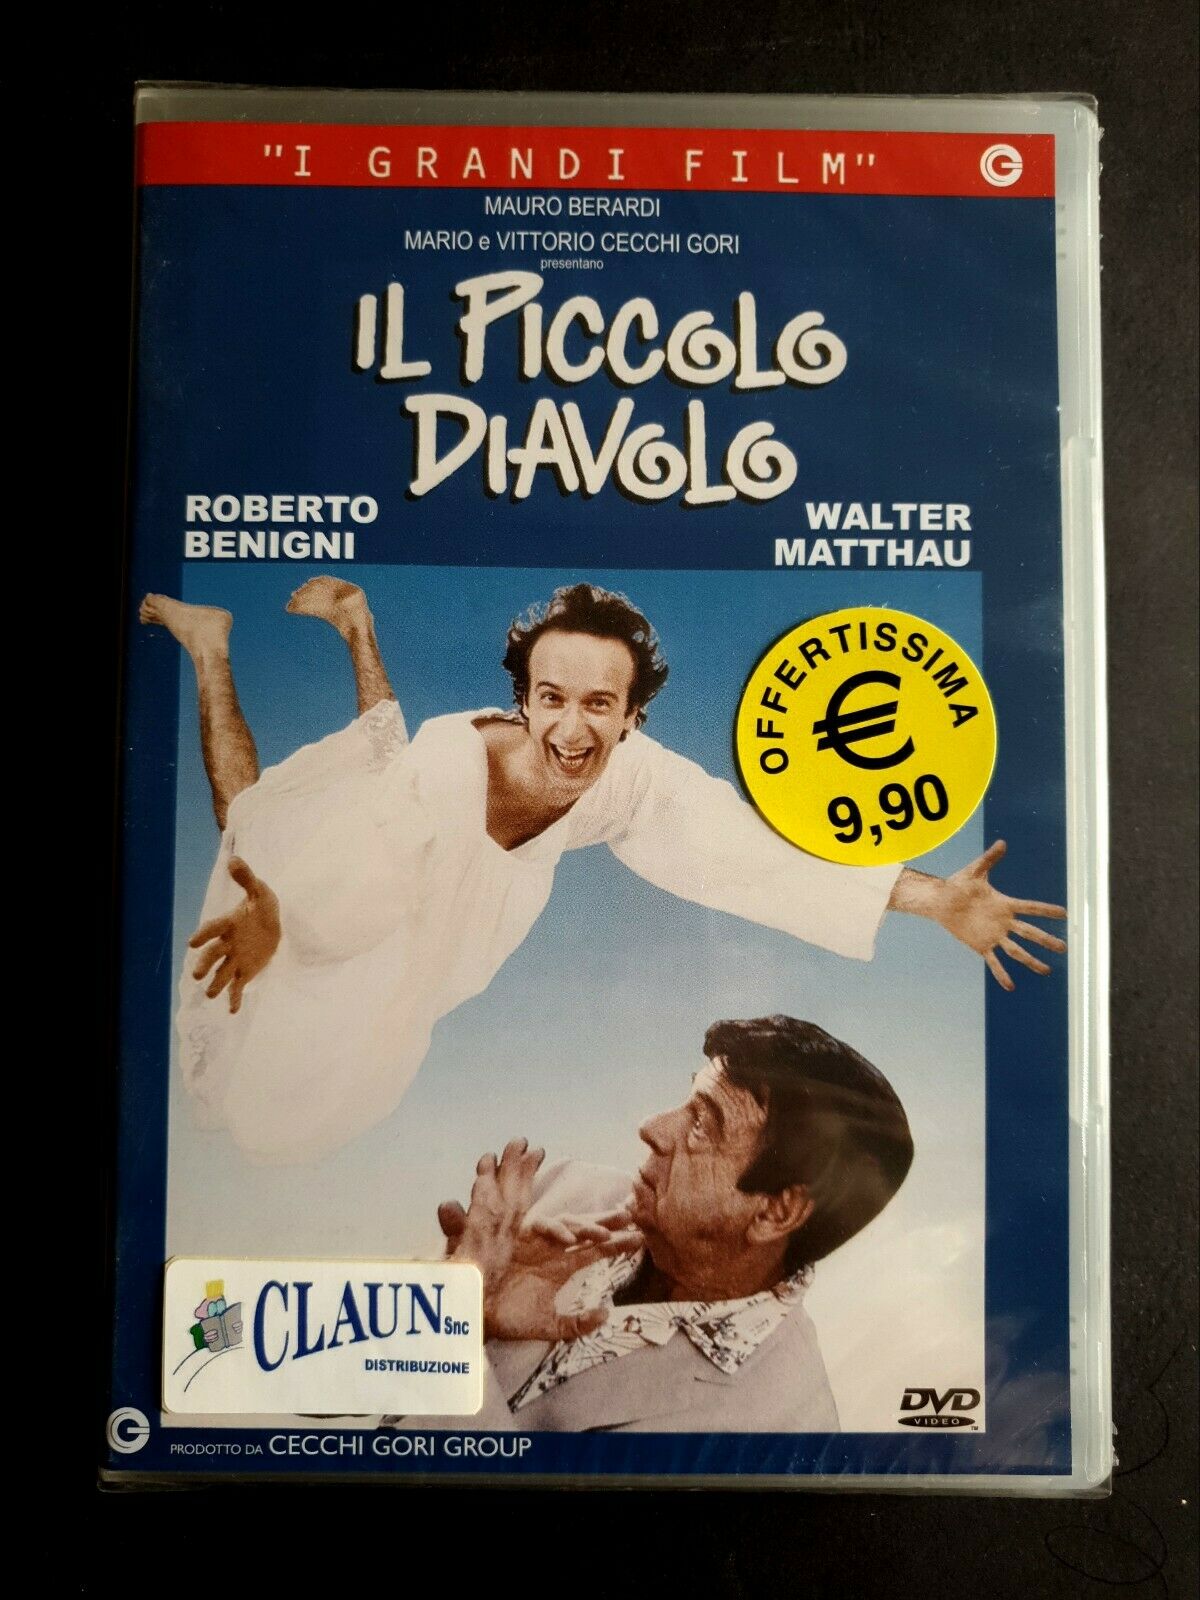 "I GRANDI FILM"
MAURO BERARDI
MARIO e VITTORIO CECCHI GORI
presentano
IL PICCOLO
DIAVOLO
ROBERTO
BENIGNI
WALTER
MATTHAU
OFFERTISSIMA
€
9,90
CLAUN Snc
DISTRIBUZIONE
DVD
VIDEO
TM
PRODOTTO DA CECCHI GORI GROUP